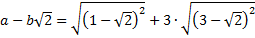 a − b√2 = √((1 − √2)²) + 3 · √((3 − √2)²)